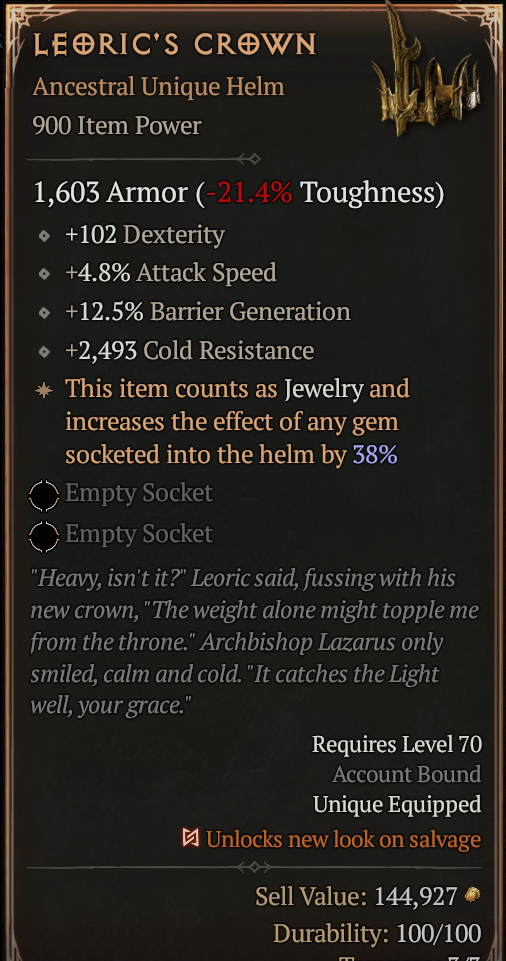 LEORIC'S CROWN
Ancestral Unique Helm
900 Item Power
1,603 Armor (-21.4% Toughness)
+102 Dexterity
+4.8% Attack Speed
+12.5% Barrier Generation
+2,493 Cold Resistance
This item counts as Jewelry and
increases the effect of any gem
socketed into the helm by 38%
Empty Socket
Empty Socket
"Heavy, isn't it?" Leoric said, fussing with his
new crown, "The weight alone might topple me
from the throne." Archbishop Lazarus only
smiled, calm and cold. "It catches the Light
well, your grace."
Requires Level 70
Account Bound
Unique Equipped
Unlocks new look on salvage
Sell Value: 144,927
Durability: 100/100